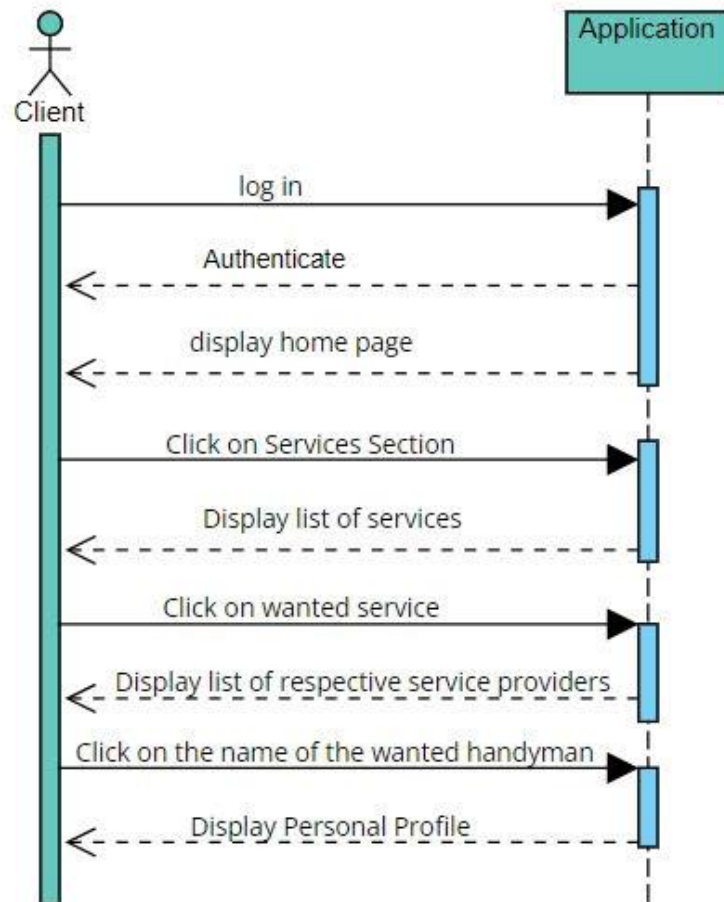 Application
Client
log in
Authenticate
display home page
Click on Services Section
Display list of services
Click on wanted service
Display list of respective service providers
Click on the name of the wanted handyman
Display Personal Profile